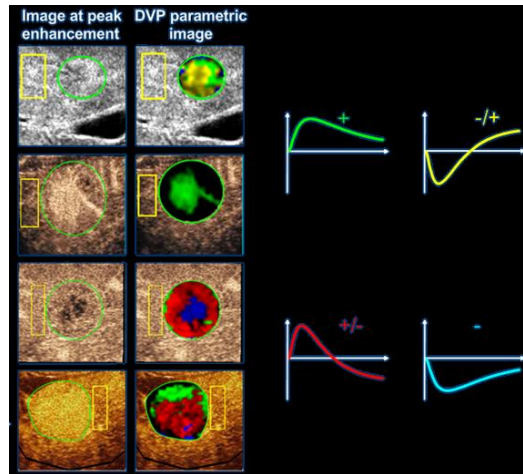 Image at peak
enhancement
DVP parametric
image
+
-/+
+/-
-